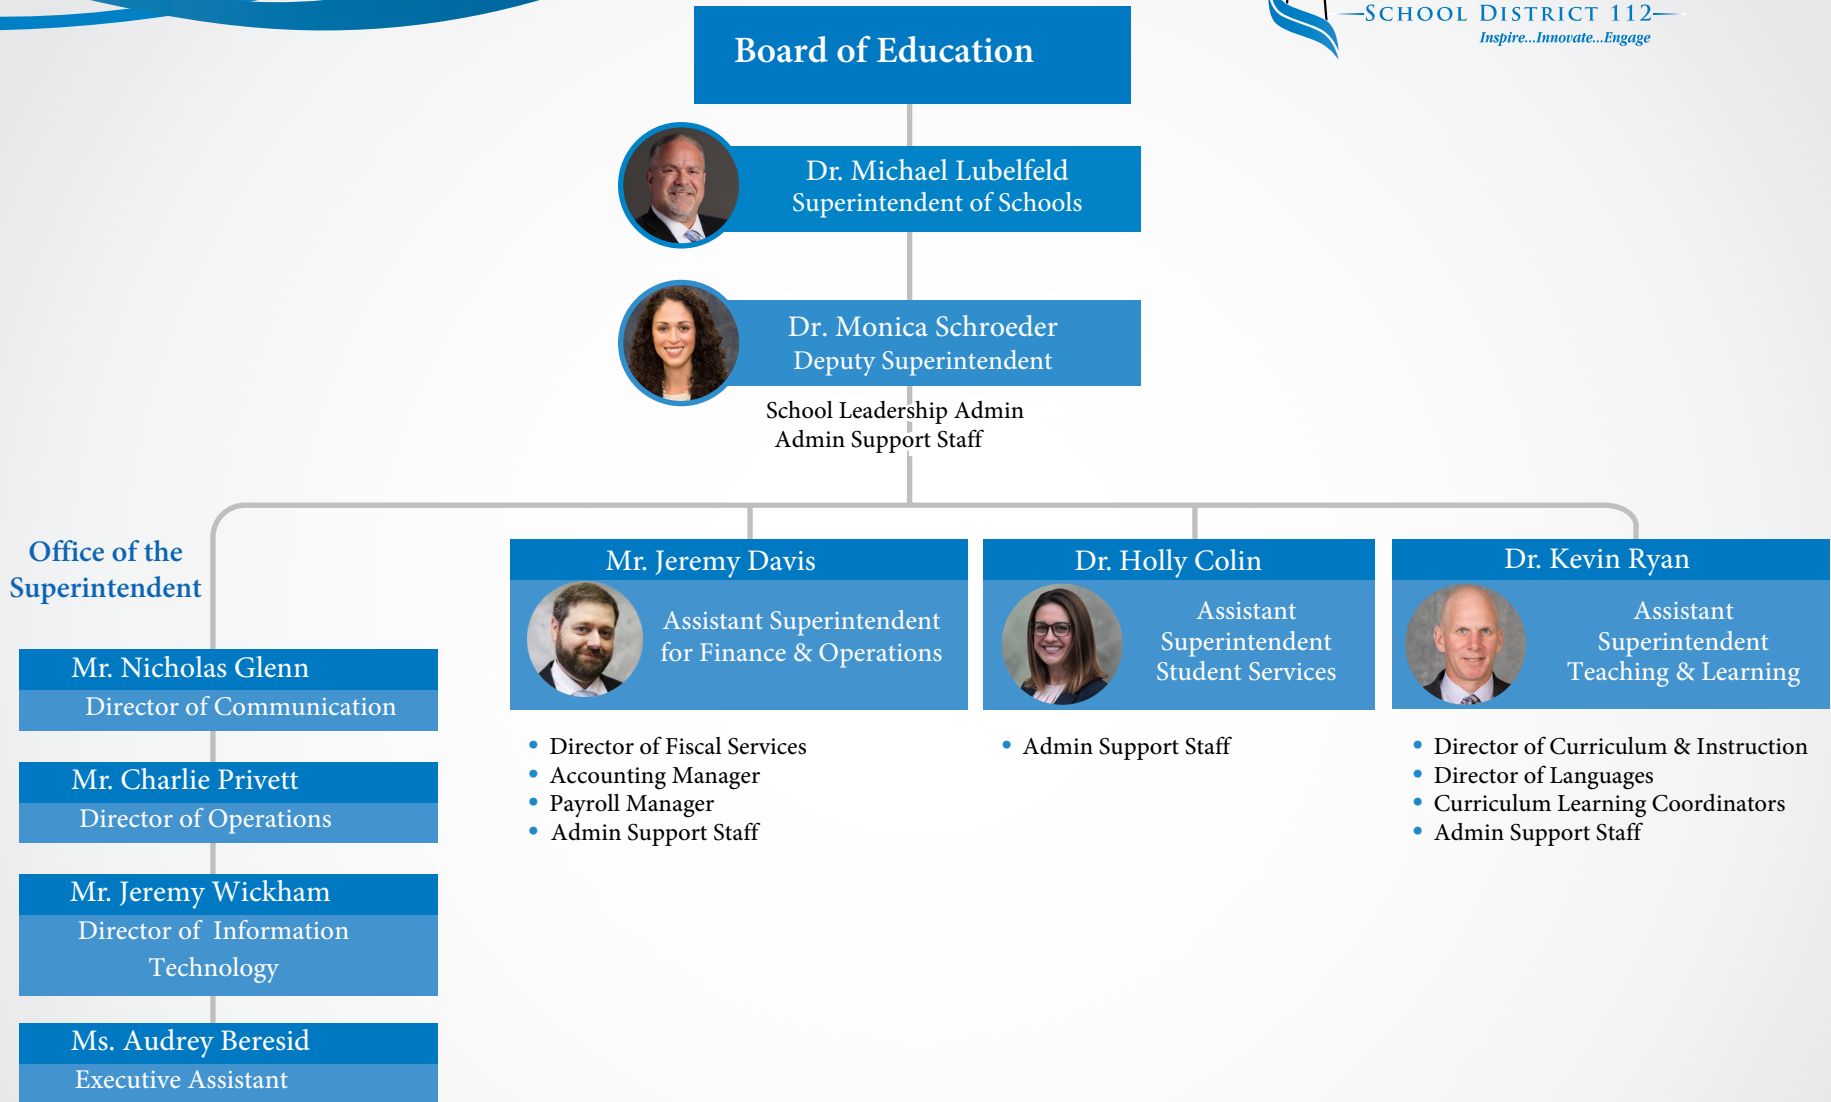 SCHOOL DISTRICT 112
Inspire...Innovate...Engage
Board of Education
Dr. Michael Lubelfeld
Superintendent of Schools
Dr. Monica Schroeder
Deputy Superintendent
School Leadership Admin
Admin Support Staff
Office of the
Superintendent
Mr. Nicholas Glenn
Director of Communication
Mr. Charlie Privett
Director of Operations
Mr. Jeremy Wickham
Director of Information
Technology
Ms. Audrey Beresid
Executive Assistant
Mr. Jeremy Davis
Assistant Superintendent
for Finance & Operations
• Director of Fiscal Services
• Accounting Manager
• Payroll Manager
• Admin Support Staff
Dr. Holly Colin
Assistant
Superintendent
Student Services
• Admin Support Staff
Dr. Kevin Ryan
Assistant
Superintendent
Teaching & Learning
• Director of Curriculum & Instruction
• Director of Languages
• Curriculum Learning Coordinators
• Admin Support Staff